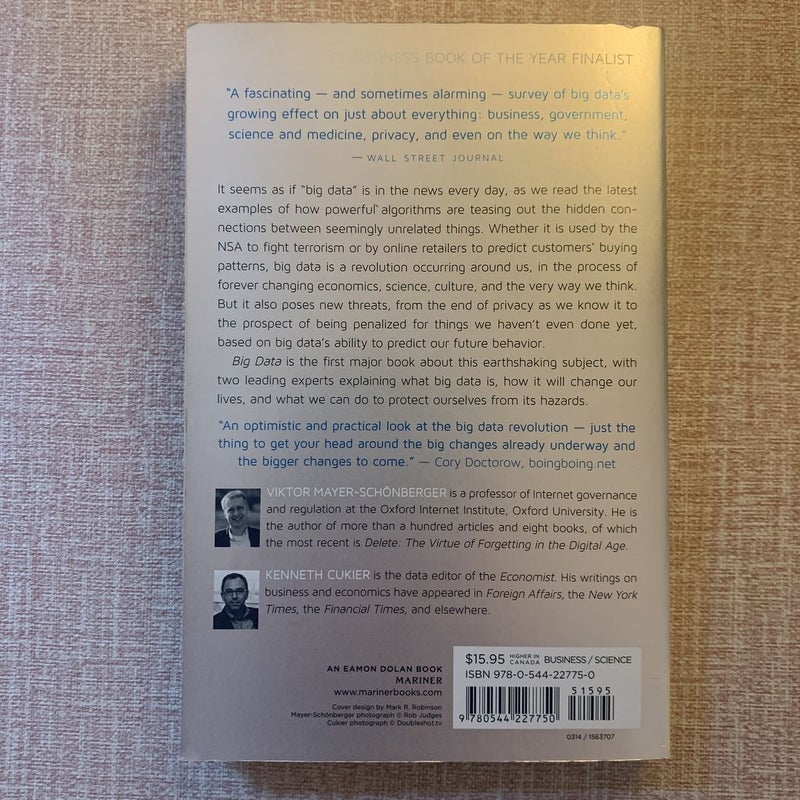 BUSINESS BOOK OF THE YEAR FINALIST
“A fascinating — and sometimes alarming — survey of big data’s
growing effect on just about everything: business, government,
science and medicine, privacy, and even on the way we think.”
— WALL STREET JOURNAL
It seems as if “big data” is in the news every day, as we read the latest
examples of how powerful algorithms are teasing out the hidden con-
nections between seemingly unrelated things. Whether it is used by the
NSA to fight terrorism or by online retailers to predict customers’ buying
patterns, big data is a revolution occurring around us, in the process of
forever changing economics, science, culture, and the very way we think.
But it also poses new threats, from the end of privacy as we know it to
the prospect of being penalized for things we haven’t even done yet,
based on big data’s ability to predict our future behavior.
Big Data is the first major book about this earthshaking subject, with
two leading experts explaining what big data is, how it will change our
lives, and what we can do to protect ourselves from its hazards.
“An optimistic and practical look at the big data revolution — just the
thing to get your head around the big changes already underway and
the bigger changes to come.” — Cory Doctorow, boingboing.net
VIKTOR MAYER-SCHÖNBERGER is a professor of Internet governance
and regulation at the Oxford Internet Institute, Oxford University. He is
the author of more than a hundred articles and eight books, of which
the most recent is Delete: The Virtue of Forgetting in the Digital Age.
KENNETH CUKIER is the data editor of the Economist. His writings on
business and economics have appeared in Foreign Affairs, the New York
Times, the Financial Times, and elsewhere.
AN EAMON DOLAN BOOK
MARINER
www.marinerbooks.com
Cover design by Mark R. Robinson
Mayer-Schönberger photograph © Rob Judges
Cukier photograph © Doubleshot.tv
$15.95 HIGHER IN CANADA BUSINESS / SCIENCE
ISBN 978-0-544-22775-0
51595
9 780544 227750
0314 / 1563707